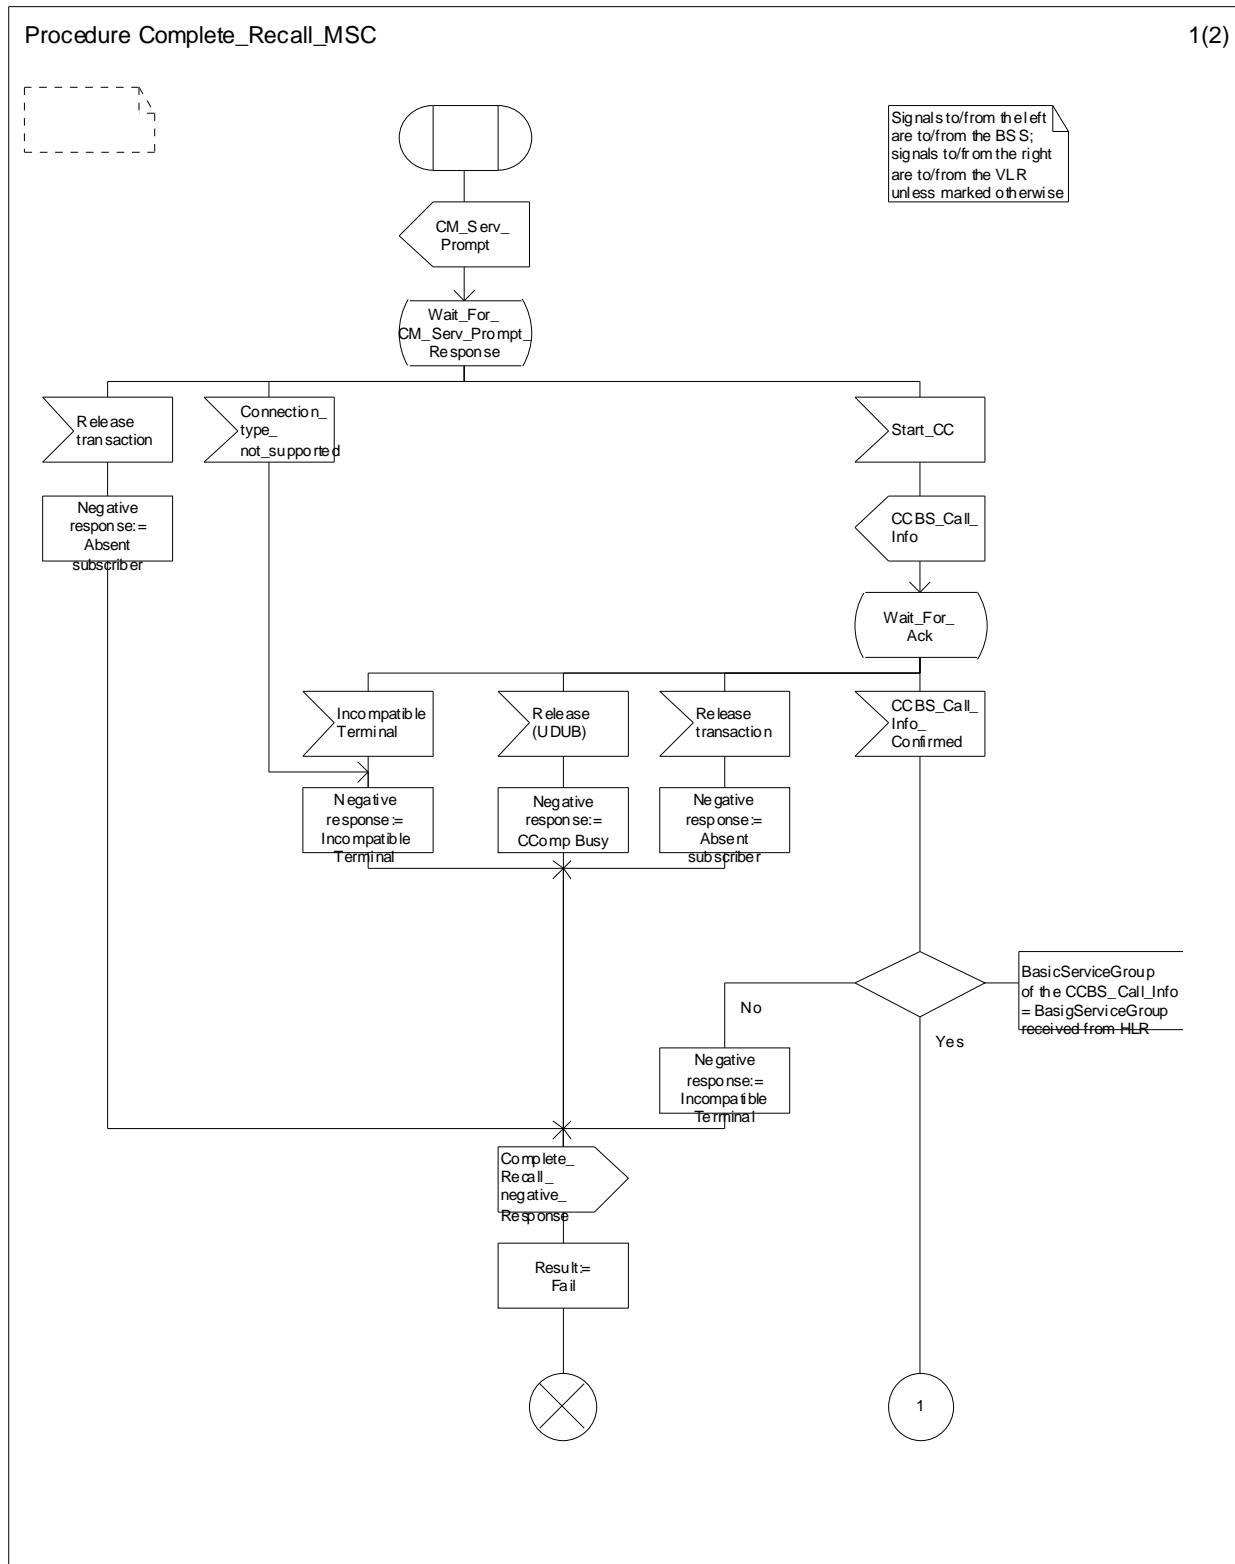 Procedure Complete_Recall_MSC
1(2)
Signals to/from the left
are to/from the BSS;
signals to/from the right
are to/from the VLR
unless marked otherwise
CM_Serv_
Prompt
Wait_For_
CM_Serv_Prompt_
Response
Release
transaction
Connection_
type_
not_supported
Start_CC
Negative
response:=
Absent
subscriber
CCBS_Call_
Info
Wait_For_
Ack
Incompatible
Terminal
Release
(UDUB)
Release
transaction
CCBS_Call_
Info_
Confirmed
Negative
response:=
Incompatible
Terminal
Negative
response:=
CComp Busy
Negative
response:=
Absent
subscriber
BasicServiceGroup
of the CCBS_Call_Info
= BasigServiceGroup
received from HLR
No
Yes
Negative
response:=
Incompatible
Terminal
Complete_
Recall_
negative_
Response
Result:=
Fail
1